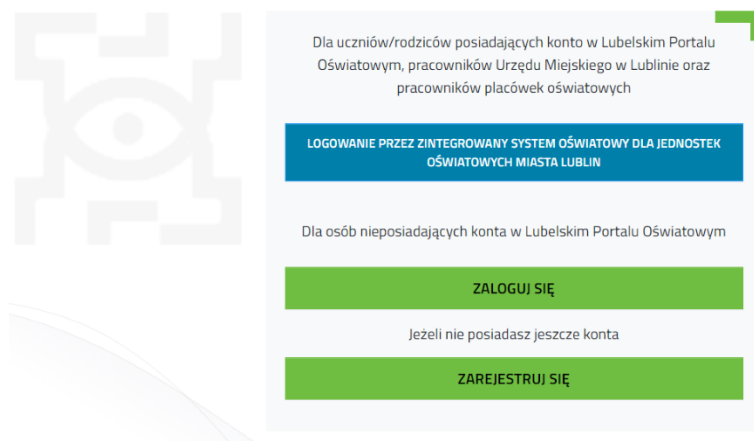 Dla uczniów/rodziców posiadających konto w Lubelskim Portalu
Oświatowym, pracowników Urzędu Miejskiego w Lublinie oraz
pracowników placówek oświatowych
LOGOWANIE PRZEZ ZINTEGROWANY SYSTEM OŚWIATOWY DLA JEDNOSTEK
OŚWIATOWYCH MIASTA LUBLIN
Dla osób nieposiadających konta w Lubelskim Portalu Oświatowym
ZALOGUJ SIĘ
Jeżeli nie posiadasz jeszcze konta
ZAREJESTRUJ SIĘ